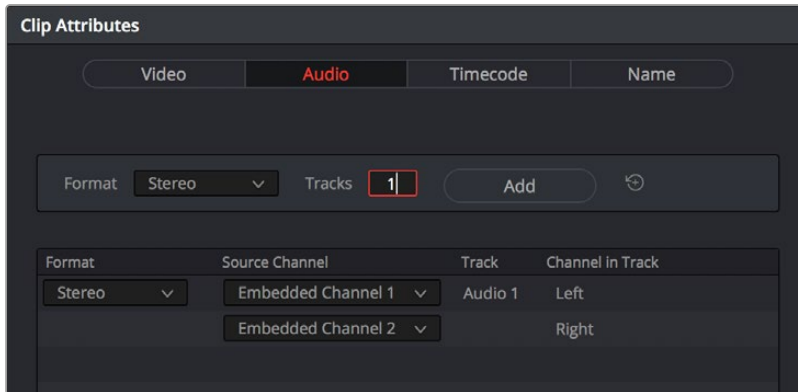 Clip Attributes
Video Audio Timecode Name
Format Stereo Tracks 1 Add
Format Source Channel Track Channel in Track
Stereo Embedded Channel 1 Audio 1 Left
Embedded Channel 2 Right